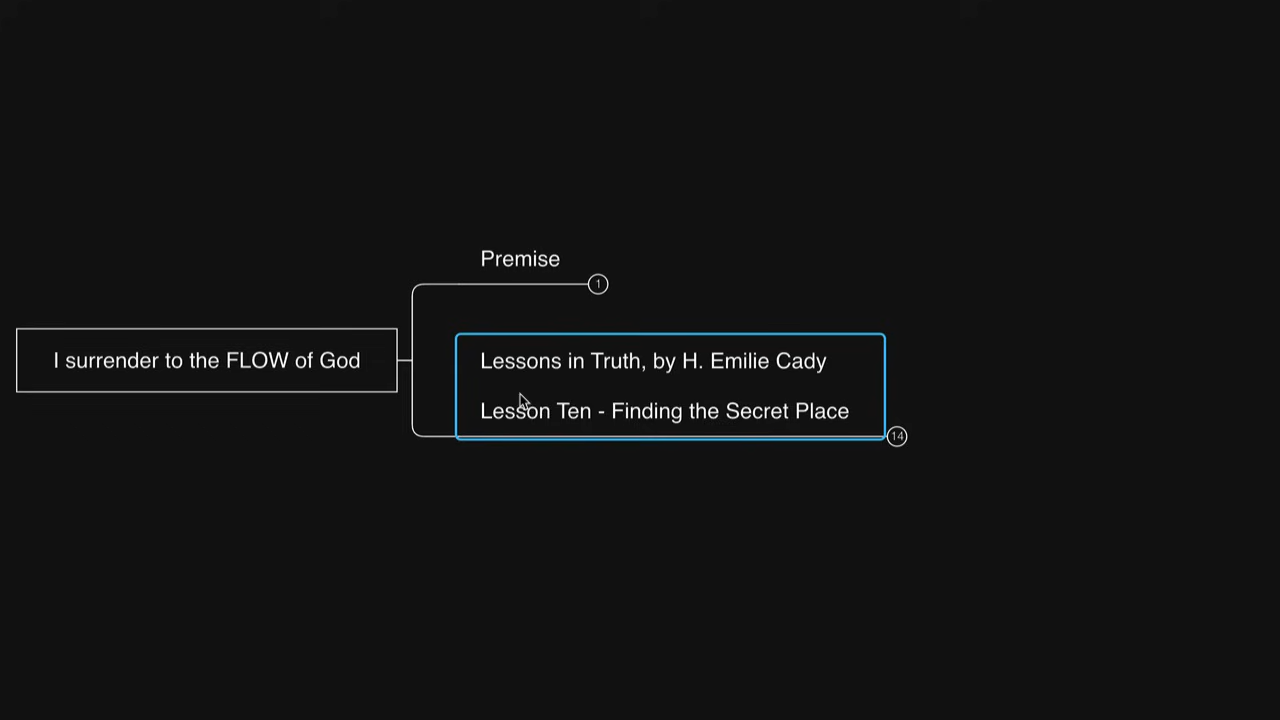 Premise
1
I surrender to the FLOW of God
Lessons in Truth, by H. Emilie Cady
Lesson Ten - Finding the Secret Place
14